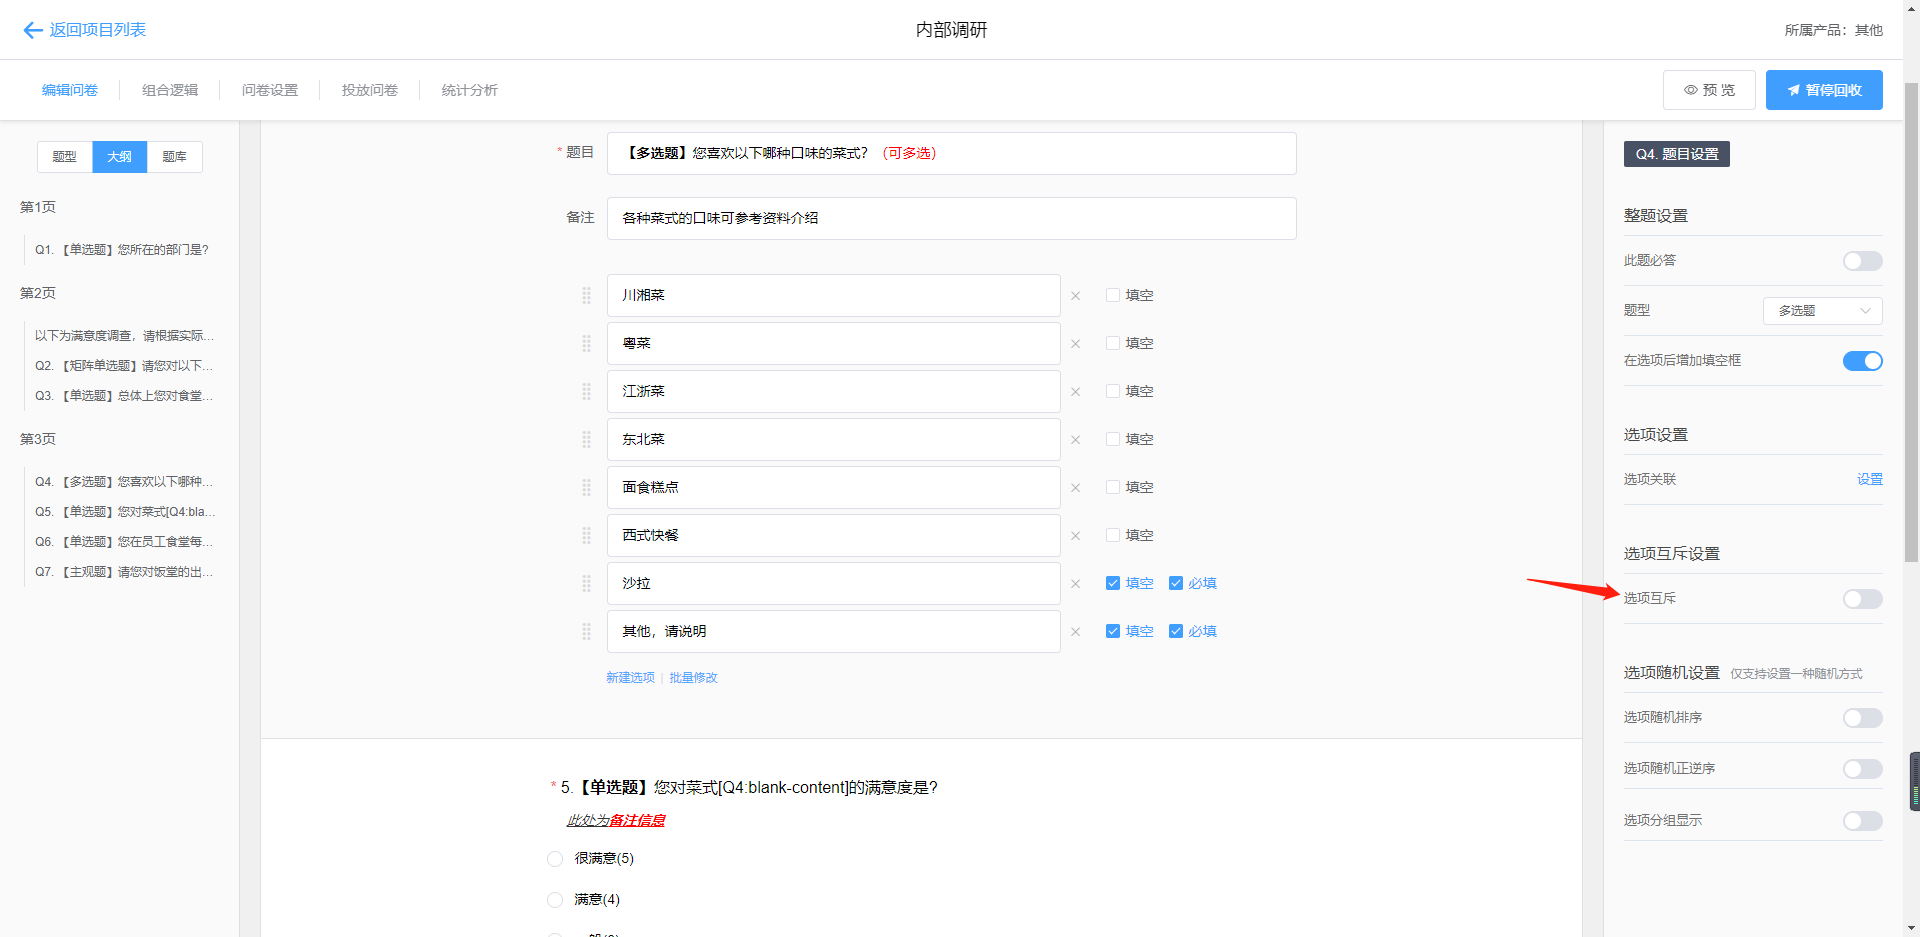 返回项目列表
内部调研
所属产品：其他
编辑问卷
组合逻辑
问卷设置
投放问卷
统计分析
预 览
暂停回收
题型
大纲
题库
第1页
Q1. 【单选题】您所在的部门是?
第2页
以下为满意度调查，请根据实际...
Q2. 【矩阵单选题】请您对以下...
Q3. 【单选题】总体上您对食堂...
第3页
Q4. 【多选题】您喜欢以下哪种...
Q5. 【单选题】您对菜式[Q4:bla...
Q6. 【单选题】您在员工食堂每...
Q7. 【主观题】请您对饭堂的出...
* 题目
【多选题】您喜欢以下哪种口味的菜式？（可多选）
备注
各种菜式的口味可参考资料介绍
川湘菜
填空
粤菜
填空
江浙菜
填空
东北菜
填空
面食糕点
填空
西式快餐
填空
沙拉
填空
必填
其他，请说明
填空
必填
新建选项 | 批量修改
* 5.【单选题】您对菜式[Q4:blank-content]的满意度是?
此处为备注信息
很满意(5)
满意(4)
Q4. 题目设置
整题设置
此题必答
题型
多选题
在选项后增加填空框
选项设置
选项关联
设置
选项互斥设置
选项互斥
选项随机设置 仅支持设置一种随机方式
选项随机排序
选项随机正逆序
选项分组显示